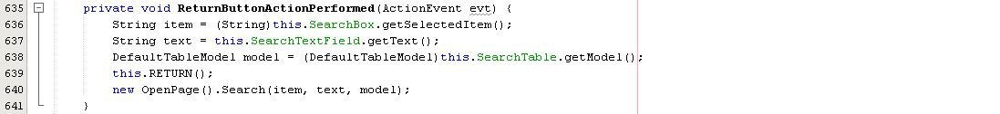 635 private void ReturnButtonActionPerformed(ActionEvent evt) {
636 String item = (String)this.SearchBox.getSelectedItem();
637 String text = this.SearchTextField.getText();
638 DefaultTableModel model = (DefaultTableModel)this.SearchTable.getModel();
639 this.RETURN();
640 new OpenPage().Search(item, text, model);
641 }